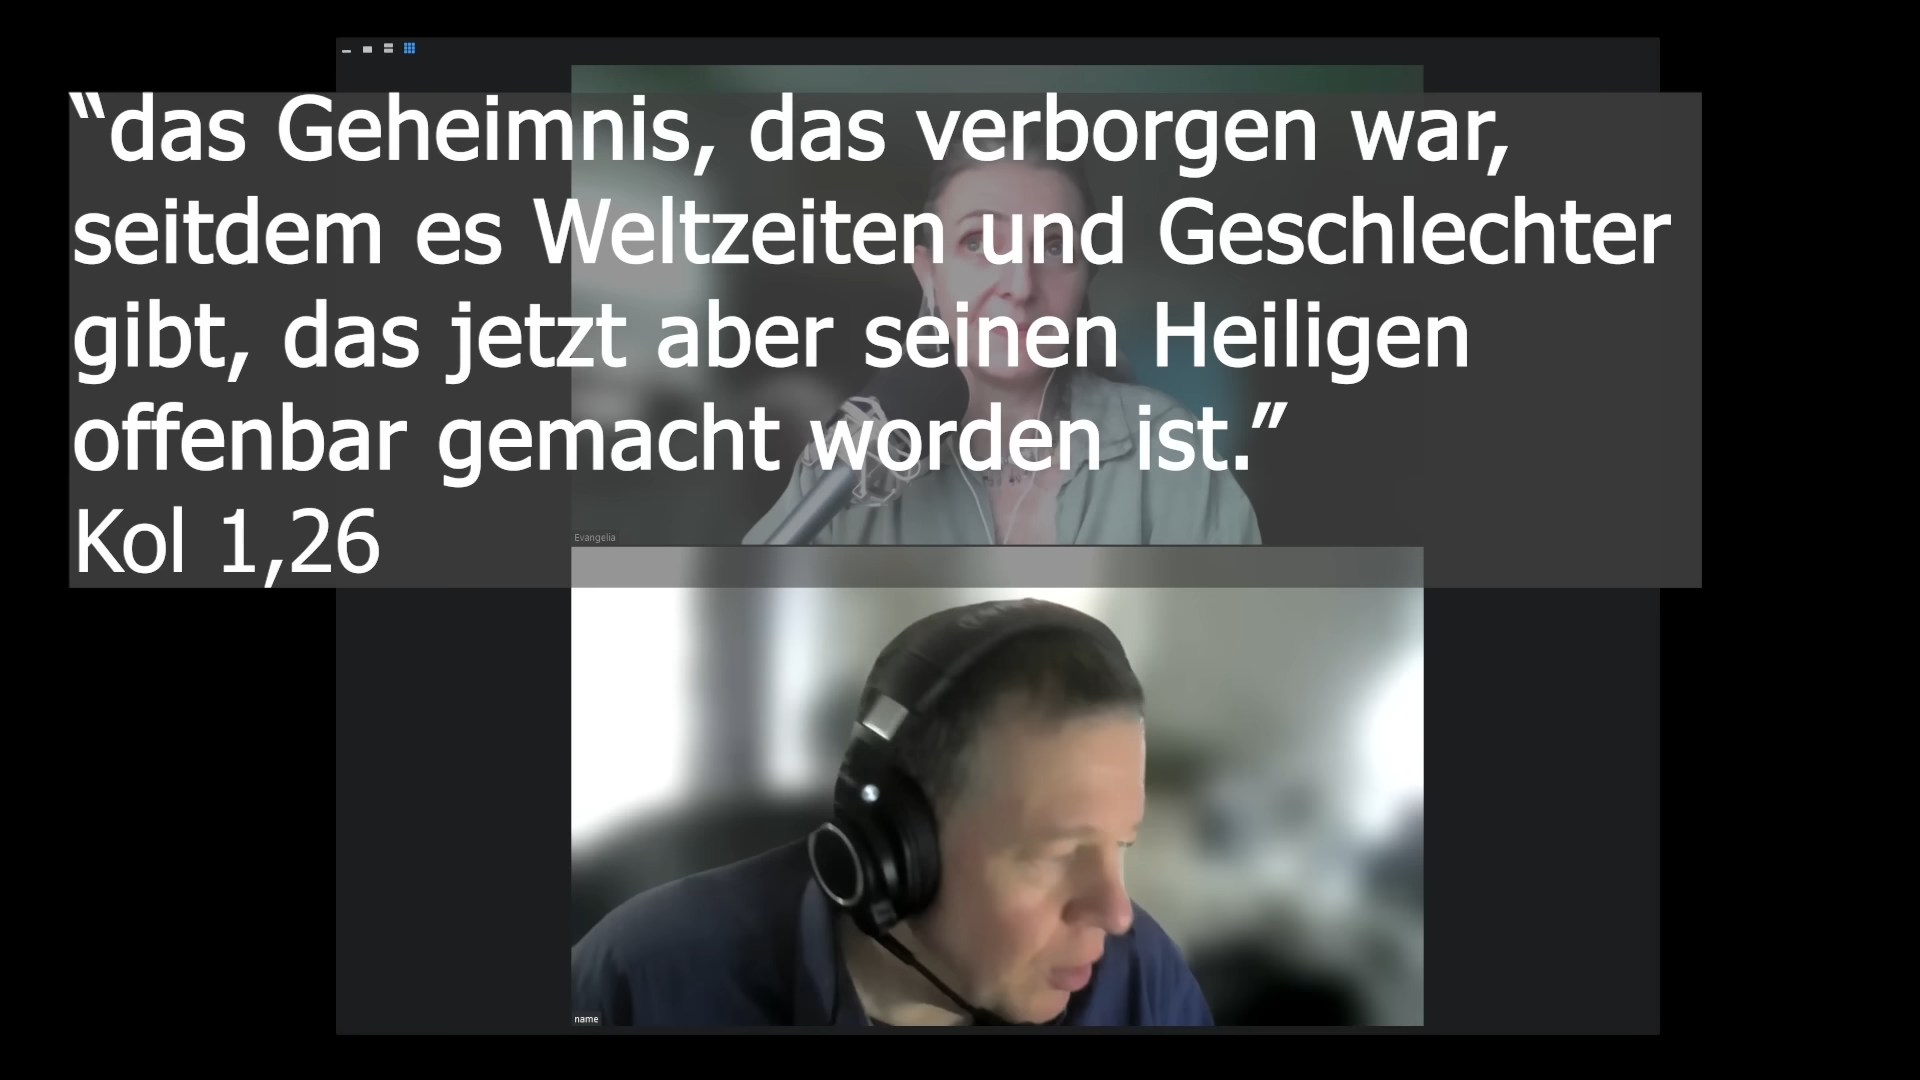 “das Geheimnis, das verborgen war,
seitdem es Weltzeiten und Geschlechter
gibt, das jetzt aber seinen Heiligen
offenbar gemacht worden ist.”
Kol 1,26
Evangelia
name